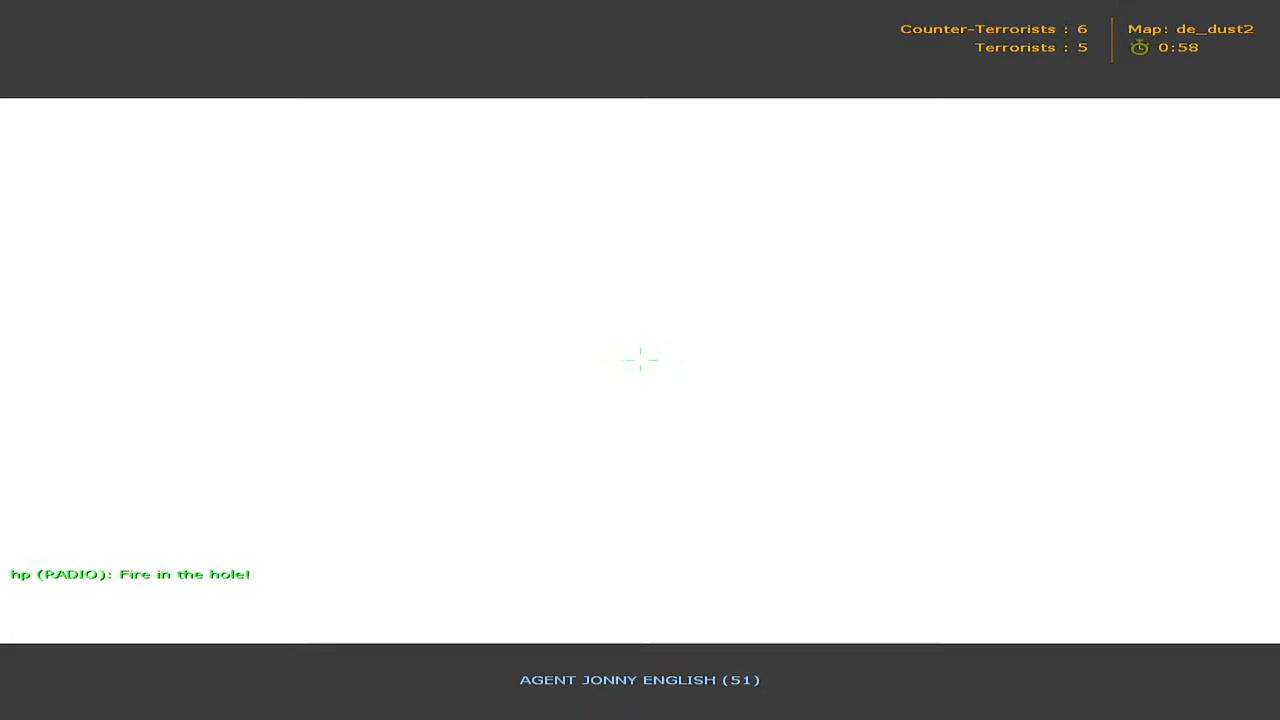 Counter-Terrorists : 6
Terrorists : 5
Map: de_dust2
0:58
hp (RADIO): Fire in the hole!
AGENT JONNY ENGLISH (51)